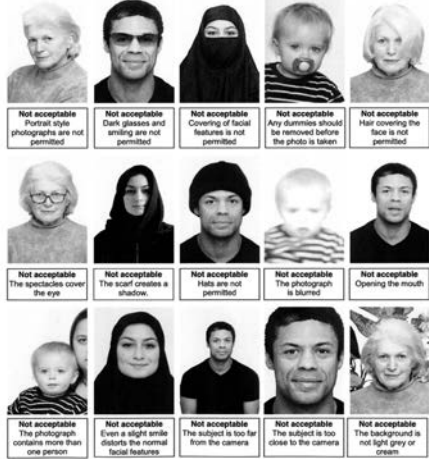 Not acceptable
Portrait style
photographs are not
permitted
Not acceptable
Dark glasses and
smiling are not
permitted
Not acceptable
Covering of facial
features is not
permitted
Not acceptable
Any dummies should
be removed before
the photo is taken
Not acceptable
Hair covering the
face is not
permitted
Not acceptable
The spectacles cover
the eye
Not acceptable
The scarf creates a
shadow.
Not acceptable
Hats are not
permitted
Not acceptable
The photograph
is blurred
Not acceptable
Opening the mouth
Not acceptable
The photograph
contains more than
one person
Not acceptable
Even a slight smile
distorts the normal
facial features
Not acceptable
The subject is too far
from the camera
Not acceptable
The subject is too
close to the camera
Not acceptable
The background is
not light grey or
cream